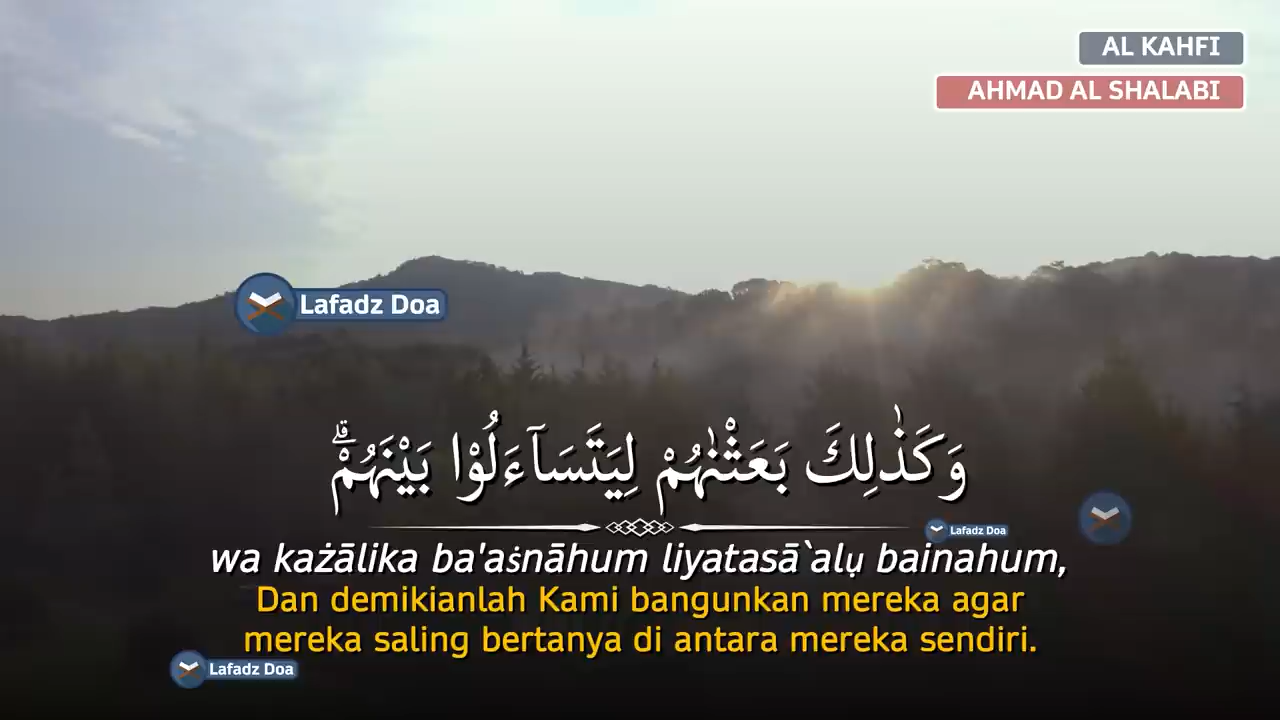 AL KAHFI
AHMAD AL SHALABI
Lafadz Doa
وَكَذٰلِكَ بَعَثْنٰهُمْ لِيَتَسَاۤءَلُوْا بَيْنَهُمْۗ
Lafadz Doa
wa każālika ba'aṡnāhum liyatasā`alụ bainahum,
Dan demikianlah Kami bangunkan mereka agar
mereka saling bertanya di antara mereka sendiri.
Lafadz Doa